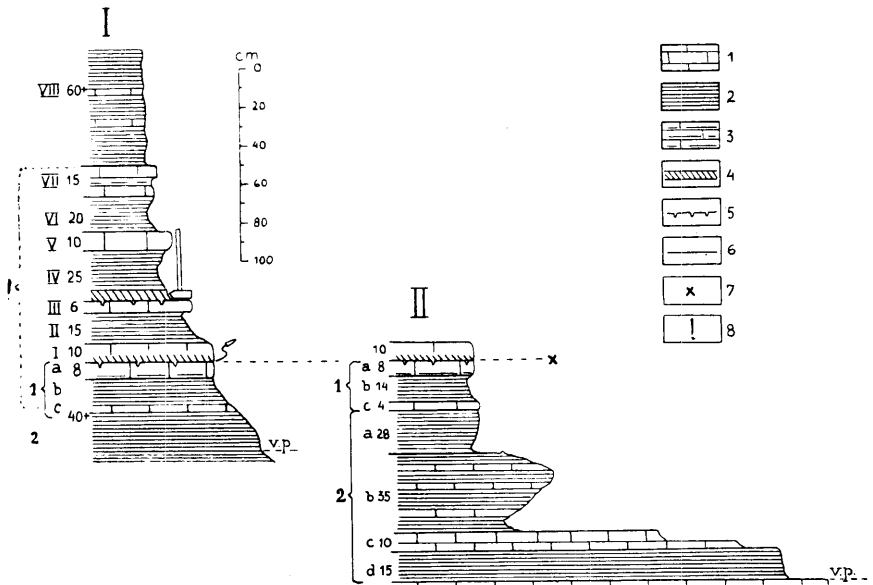 I
cm
0
20
40
60
80
100
VIII 60+
VII 15
VI 20
V 10
IV 25
III 6
II 15
I 10
a 8
1 b
c
40+
2
v.p.
II
10
a 8
1 b 14
c 4
a 28
2 b 35
c 10
d 15
v.p.
x
1
2
3
4
5
6
x 7
! 8